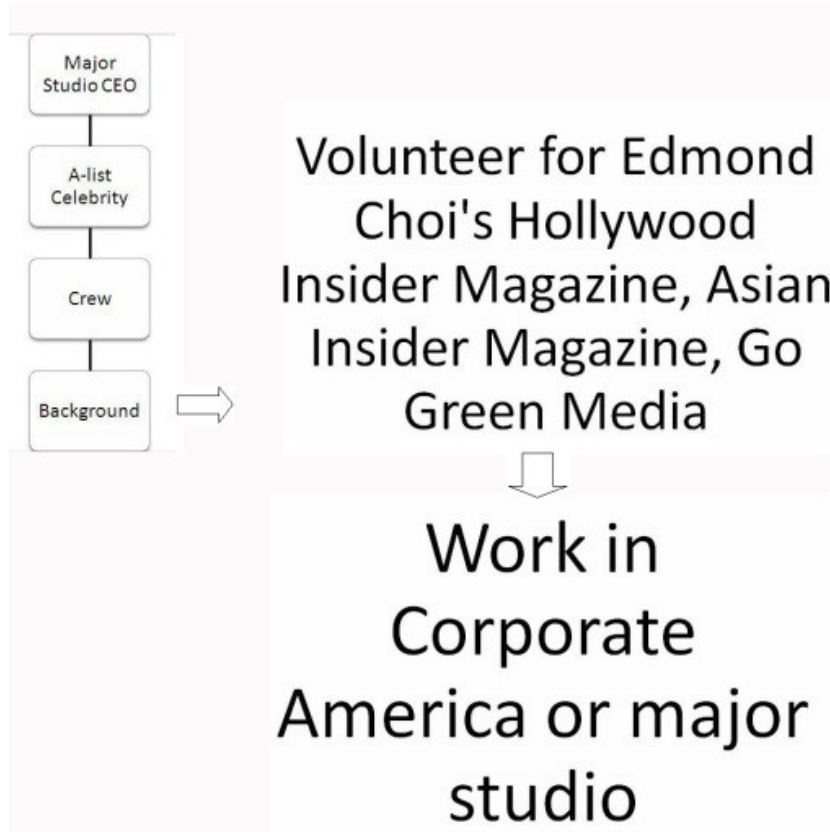 Major
Studio CEO
A-list
Celebrity
Crew
Background
Volunteer for Edmond
Choi's Hollywood
Insider Magazine, Asian
Insider Magazine, Go
Green Media
Work in
Corporate
America or major
studio